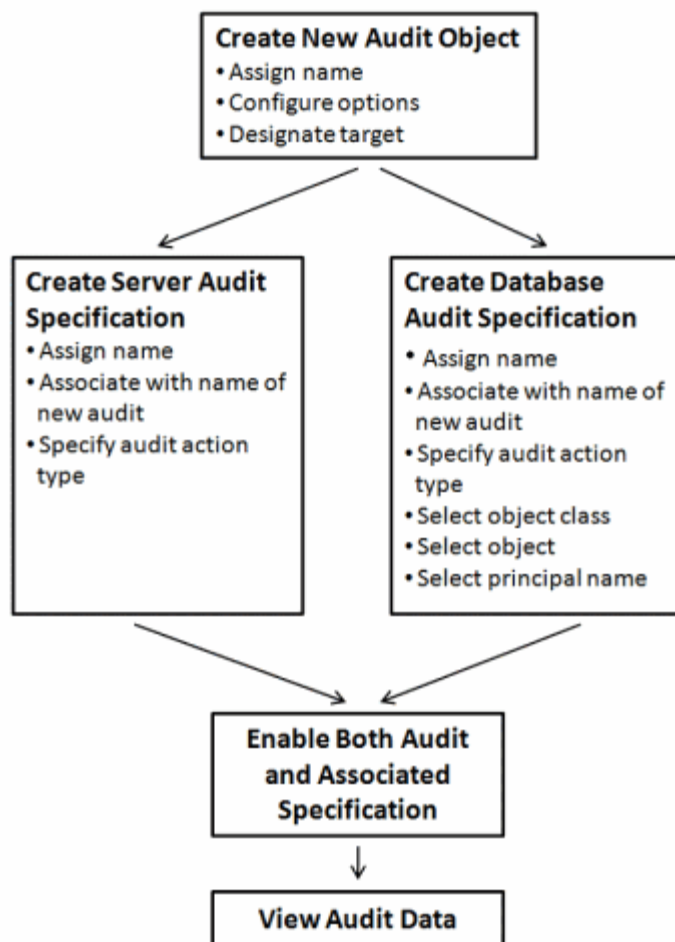 Create New Audit Object
• Assign name
• Configure options
• Designate target
Create Server Audit
Specification
• Assign name
• Associate with name of
new audit
• Specify audit action
type
Create Database
Audit Specification
• Assign name
• Associate with name of
new audit
• Specify audit action
type
• Select object class
• Select object
• Select principal name
Enable Both Audit
and Associated
Specification
View Audit Data